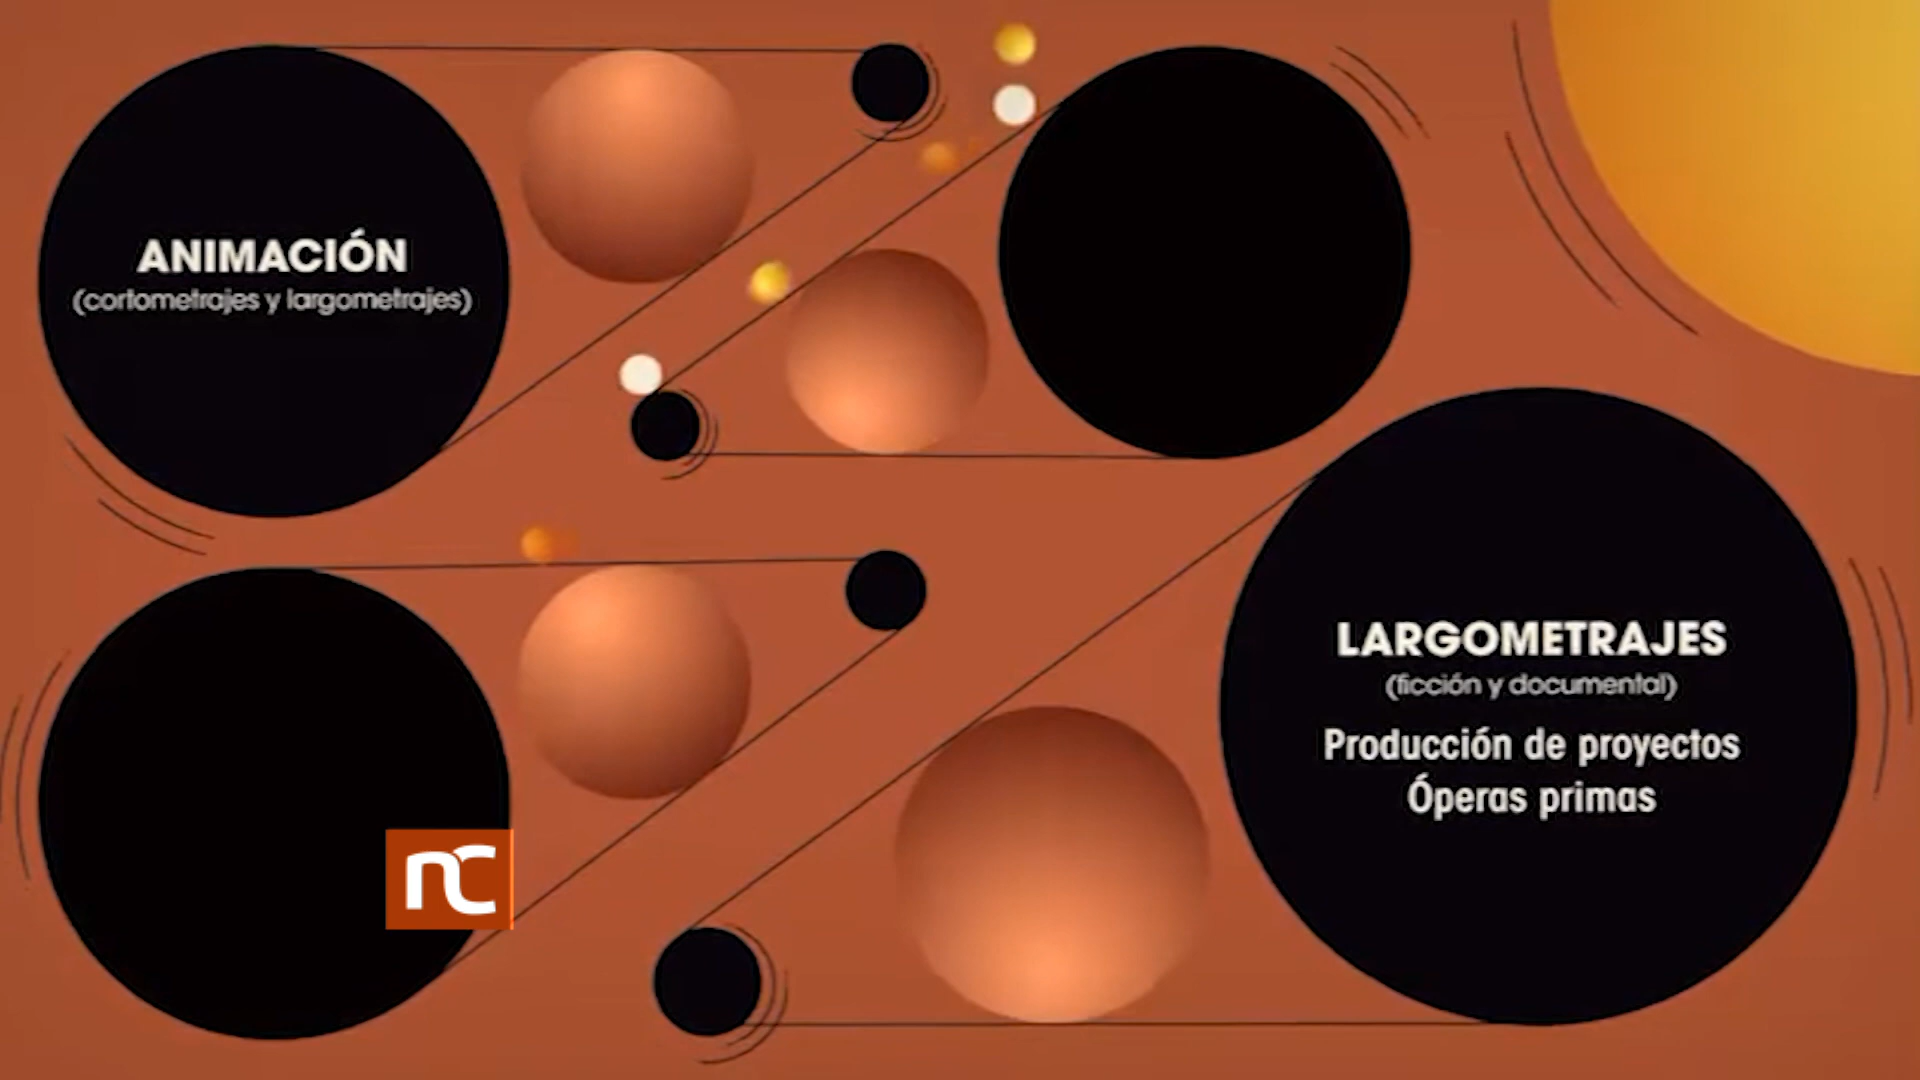 ANIMACIÓN
(cortometrajes y largometrajes)
LARGOMETRAJES
(ficción y documental)
Producción de proyectos
Óperas primas
nc